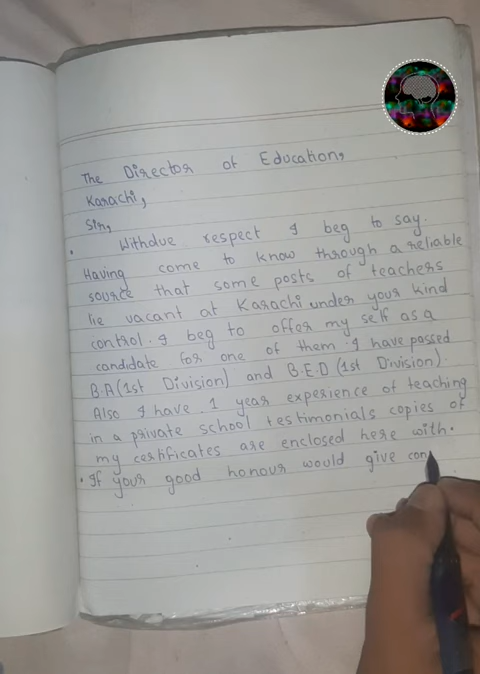 The Director of Education,
Karachi,
Sir,
Withdue respect I beg to say.
Having come to know through a reliable
source that some posts of teachers
lie vacant at Karachi under your kind
control. I beg to offer my self as a
candidate for one of them. I have passed
B.A (1st Division) and B.E.D (1st Division).
Also I have 1 year experience of teaching
in a private school testimonials copies of
my certificates are enclosed here with.
If your good honour would give con